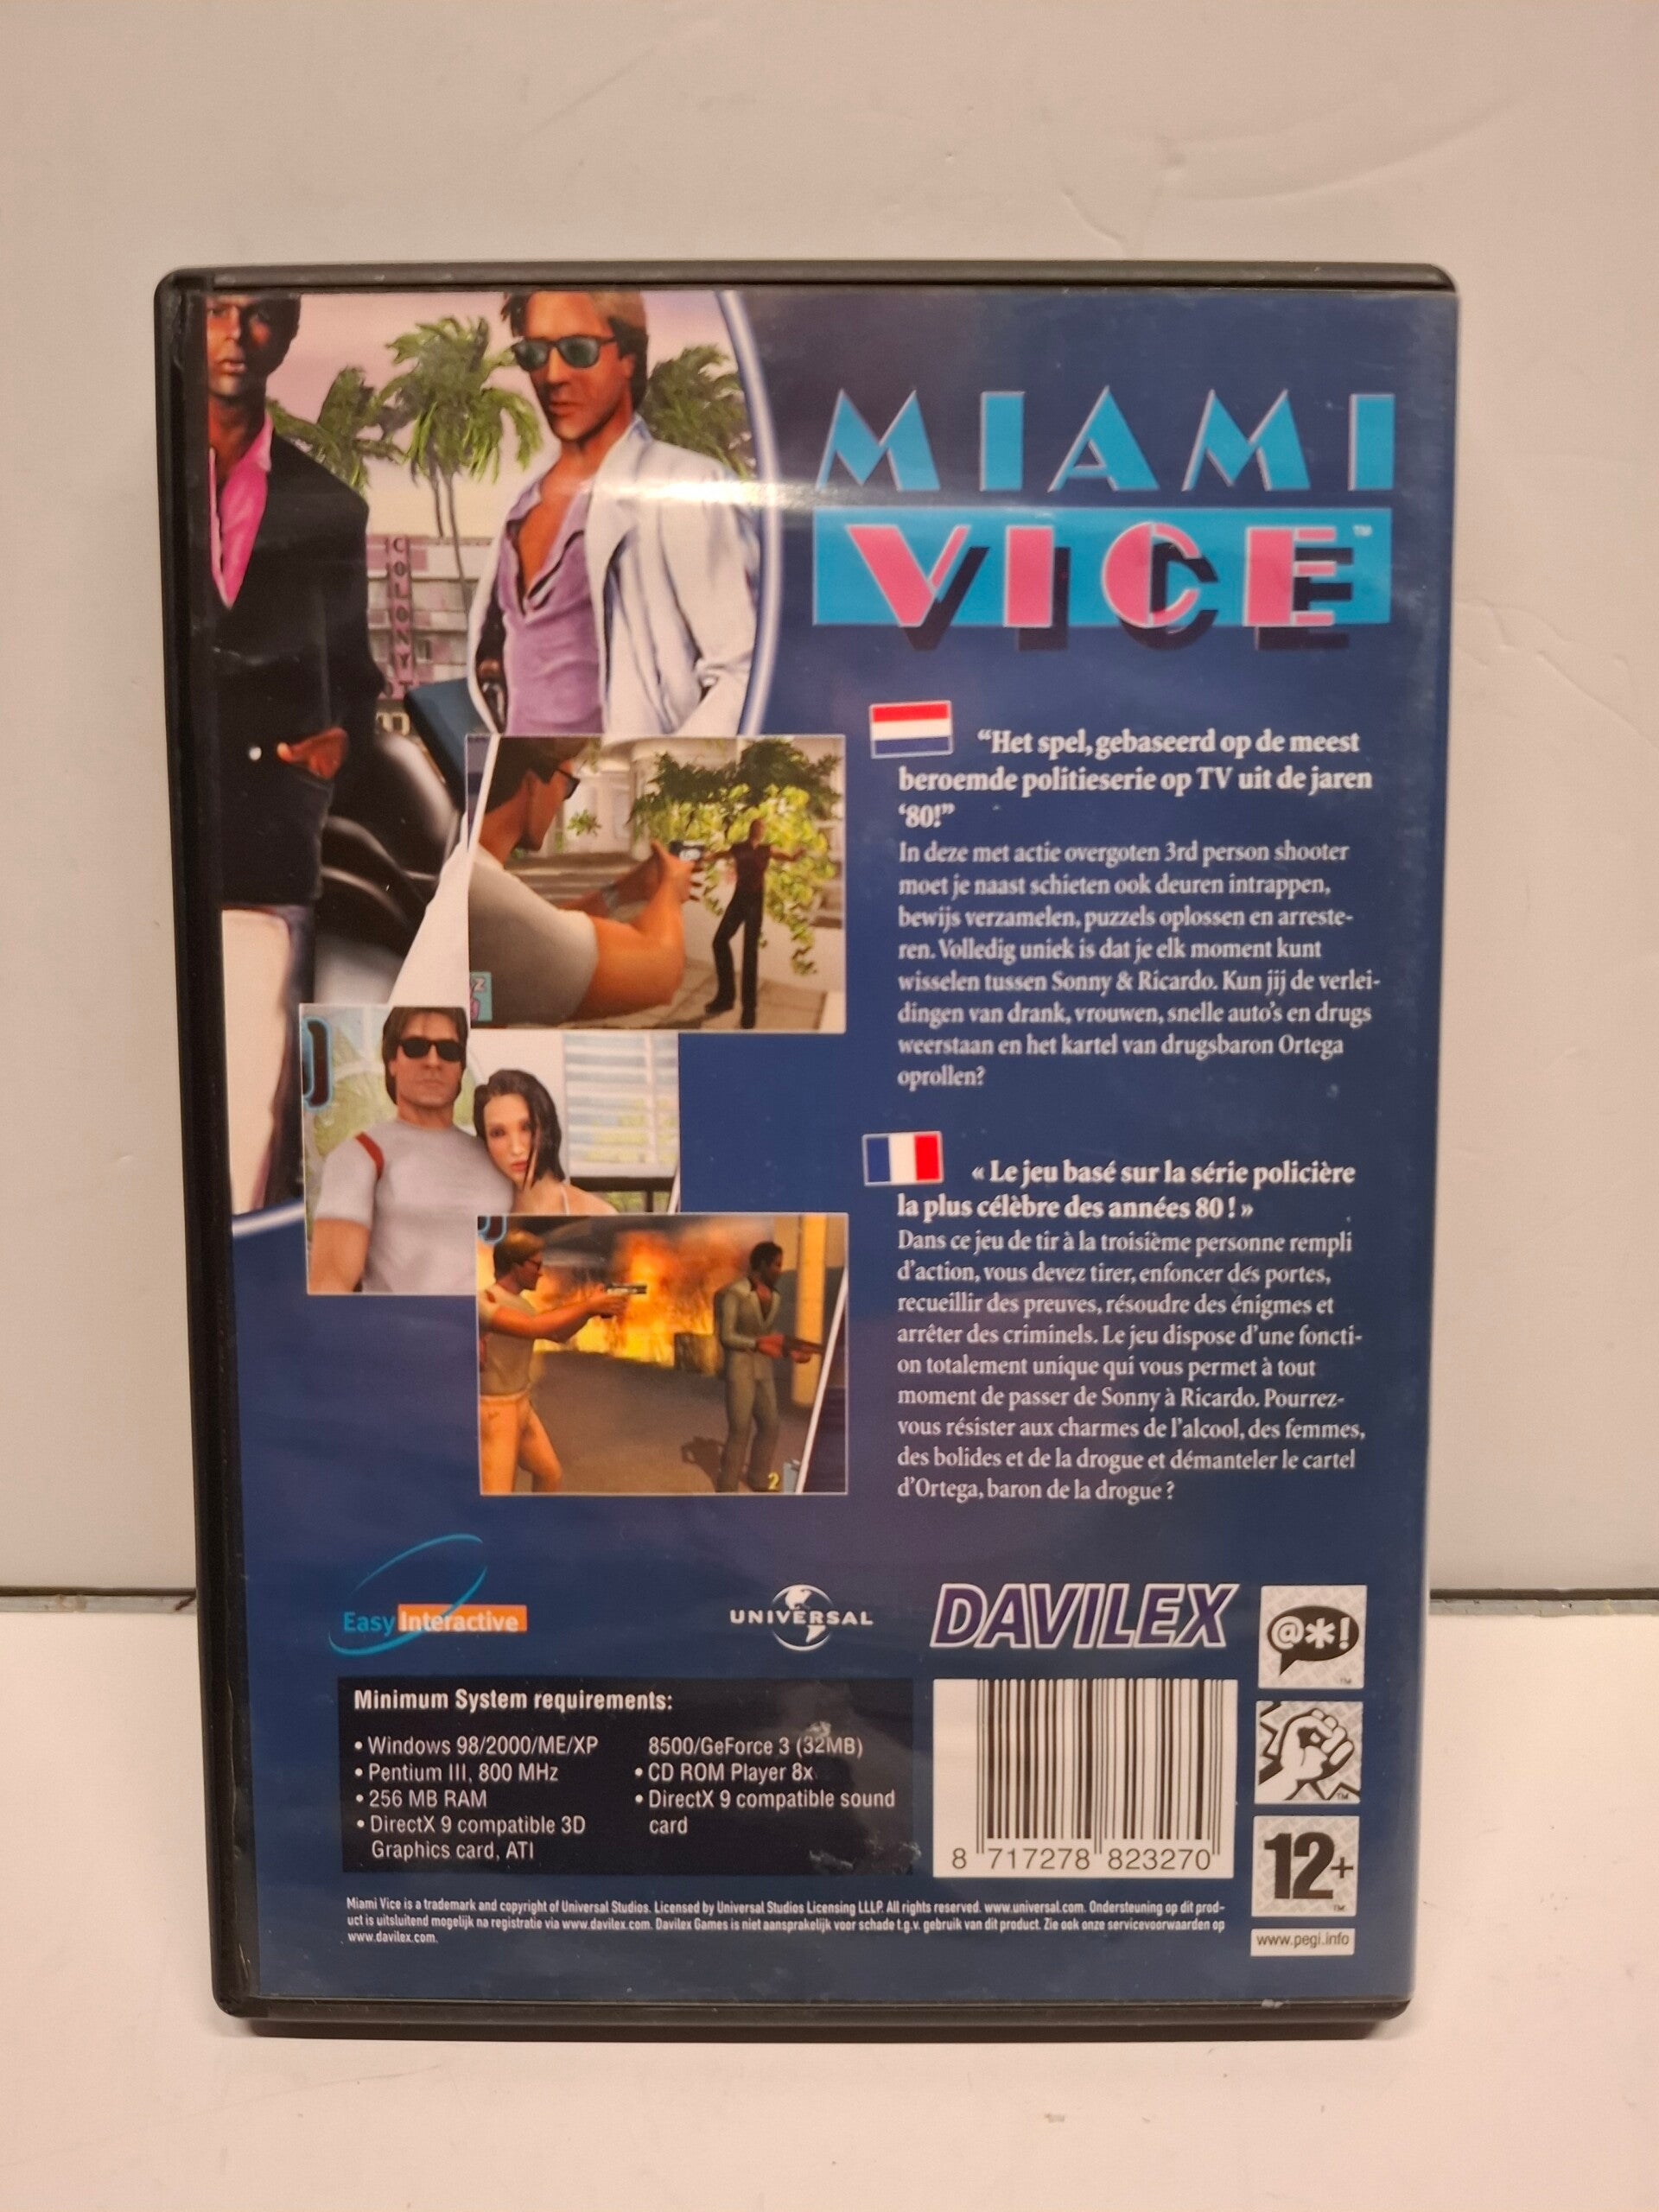 MIAMI
VICE™
COLONY
“Het spel, gebaseerd op de meest
beroemde politieserie op TV uit de jaren
‘80!”
In deze met actie overgoten 3rd person shooter
moet je naast schieten ook deuren intrappen,
bewijs verzamelen, puzzels oplossen en arreste-
ren. Volledig uniek is dat je elk moment kunt
wisselen tussen Sonny & Ricardo. Kun jij de verlei-
dingen van drank, vrouwen, snelle auto's en drugs
weerstaan en het kartel van drugsbaron Ortega
oprollen?
« Le jeu basé sur la série policière
la plus célèbre des années 80 ! »
Dans ce jeu de tir à la troisième personne rempli
d'action, vous devez tirer, enfoncer des portes,
recueillir des preuves, résoudre des énigmes et
arrêter des criminels. Le jeu dispose d'une foncti-
on totalement unique qui vous permet à tout
moment de passer de Sonny à Ricardo. Pourrez-
vous résister aux charmes de l'alcool, des femmes,
des bolides et de la drogue et démanteler le cartel
d'Ortega, baron de la drogue ?
2
Easy Interactive
UNIVERSAL
DAVILEX
@*!
Minimum System requirements:
• Windows 98/2000/ME/XP
• Pentium III, 800 MHz
• 256 MB RAM
• DirectX 9 compatible 3D
Graphics card, ATI
8500/GeForce 3 (32MB)
• CD ROM Player 8x
• DirectX 9 compatible sound
card
8 717278 823270
12+
www.pegi.info
Miami Vice is a trademark and copyright of Universal Studios. Licensed by Universal Studios Licensing LLLP. All rights reserved. www.universal.com. Ondersteuning op dit prod-
uct is uitsluitend mogelijk na registratie via www.davilex.com. Davilex Games is niet aansprakelijk voor schade t.g.v. gebruik van dit product. Zie ook onze servicevoorwaarden op
www.davilex.com.